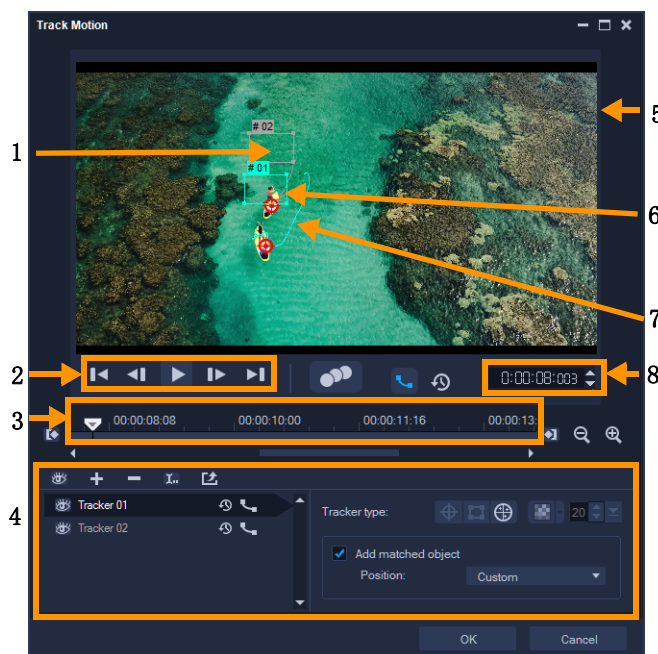 Track Motion
# 02
1
5
# 01
6
7
2
0:00:08:003
8
3
00:00:08:08 00:00:10:00 00:00:11:16 00:00:13:
4
Tracker 01
Tracker type:
20
Tracker 02
Add matched object
Position: Custom
OK Cancel